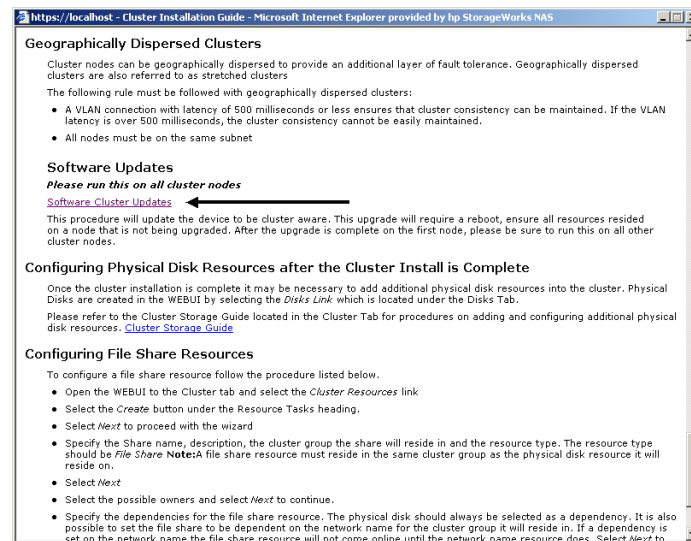 https://localhost - Cluster Installation Guide - Microsoft Internet Explorer provided by hp StorageWorks NAS
Geographically Dispersed Clusters
Cluster nodes can be geographically dispersed to provide an additional layer of fault tolerance. Geographically dispersed
clusters are also referred to as stretched clusters
The following rule must be followed with geographically dispersed clusters:
• A VLAN connection with latency of 500 milliseconds or less ensures that cluster consistency can be maintained. If the VLAN
latency is over 500 milliseconds, the cluster consistency cannot be easily maintained.
• All nodes must be on the same subnet
Software Updates
Please run this on all cluster nodes
Software Cluster Updates
This procedure will update the device to be cluster aware. This upgrade will require a reboot, ensure all resources resided
on a node that is not being upgraded. After the upgrade is complete on the first node, please be sure to run this on all other
cluster nodes.
Configuring Physical Disk Resources after the Cluster Install is Complete
Once the cluster installation is complete it may be necessary to add additional physical disk resources into the cluster. Physical
Disks are created in the WEBUI by selecting the Disks Link which is located under the Disks Tab.
Please refer to the Cluster Storage Guide located in the Cluster Tab for procedures on adding and configuring additional physical
disk resources. Cluster Storage Guide
Configuring File Share Resources
To configure a file share resource follow the procedure listed below.
• Open the WEBUI to the Cluster tab and select the Cluster Resources link
• Select the Create button under the Resource Tasks heading.
• Select Next to proceed with the wizard
• Specify the Share name, description, the cluster group the share will reside in and the resource type. The resource type
should be File Share Note:A file share resource must reside in the same cluster group as the physical disk resource it will
reside on.
• Select Next
• Select the possible owners and select Next to continue.
• Specify the dependencies for the file share resource. The physical disk should always be selected as a dependency. It is also
possible to set the file share to be dependent on the network name for the cluster group it will reside in. If a dependency is
set on the network name the file share resource will not come online until the network name resource does. Select Next to